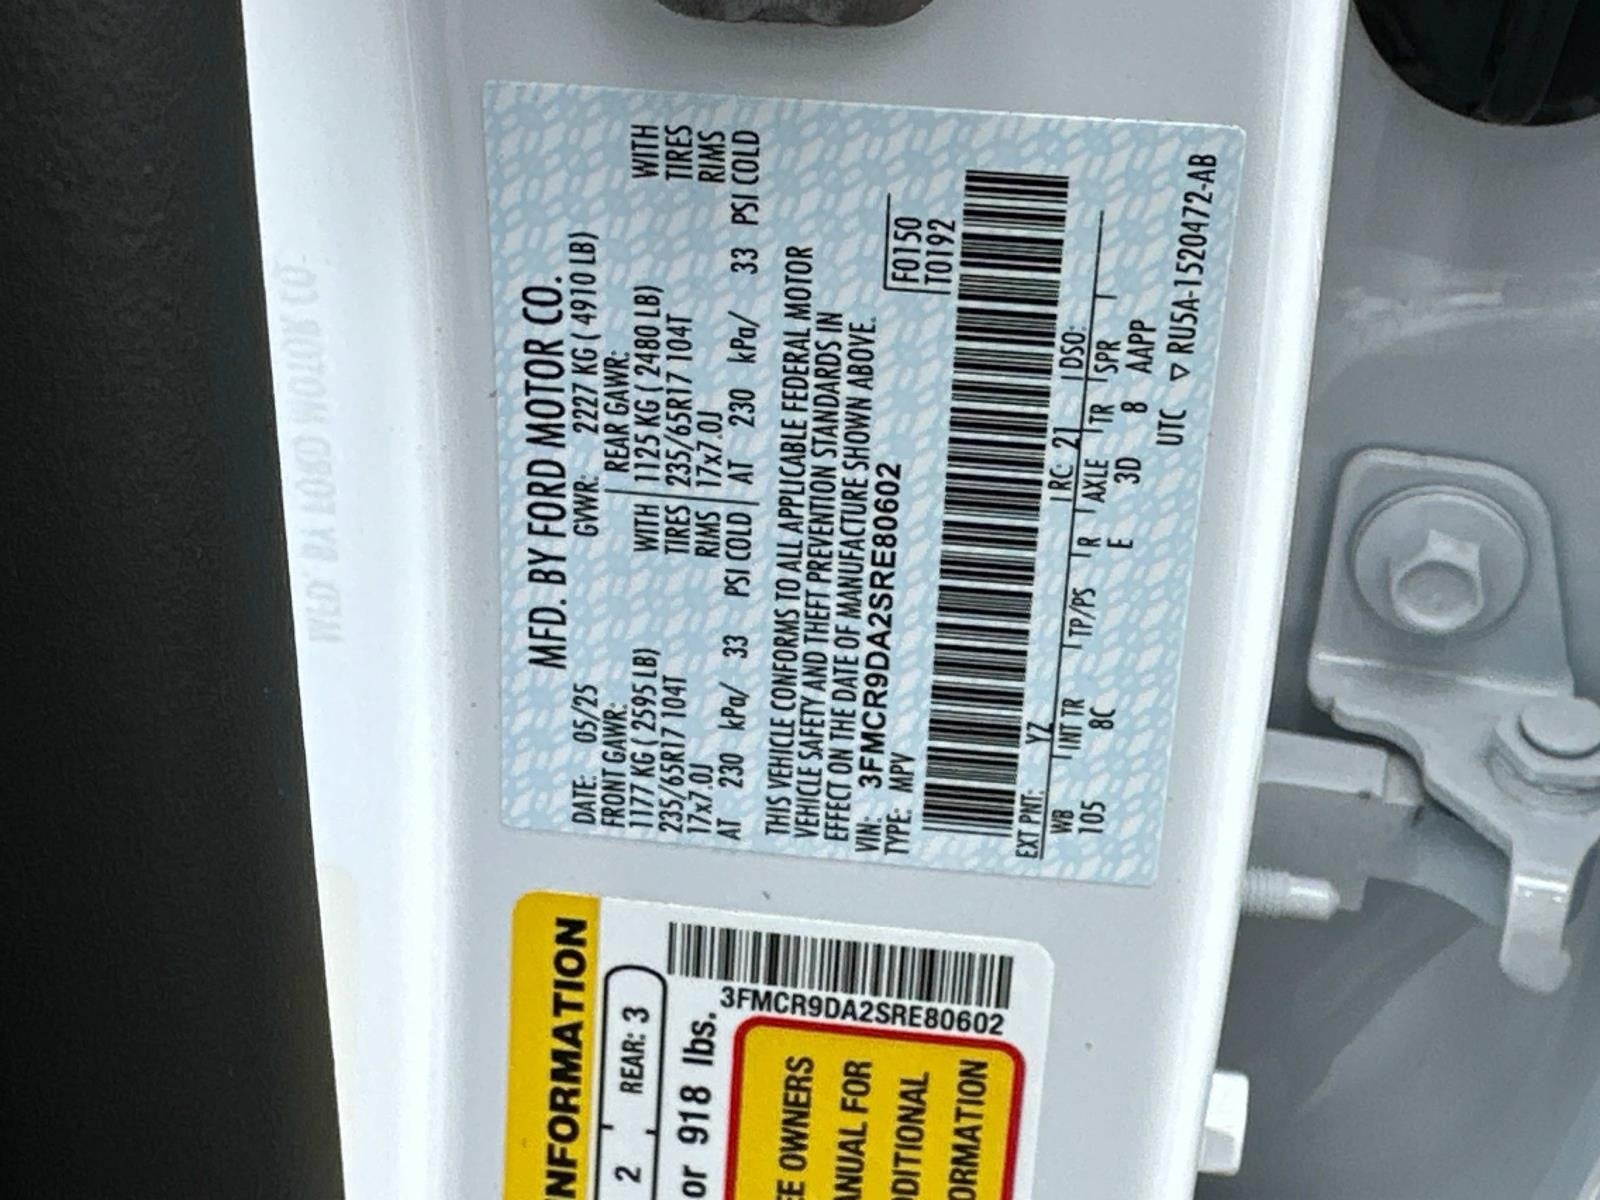 MFD. BY FORD MOTOR CO.
DATE: 05/25 GVWR: 2227 KG ( 4910 LB)
FRONT GAWR: REAR GAWR:
1177 KG ( 2595 LB) WITH 1125 KG ( 2480 LB) WITH
235/65R17 104T TIRES 235/65R17 104T TIRES
17x7.0J RIMS 17x7.0J RIMS
AT 230 kPa/ 33 PSI COLD AT 230 kPa/ 33 PSI COLD
THIS VEHICLE CONFORMS TO ALL APPLICABLE FEDERAL MOTOR
VEHICLE SAFETY AND THEFT PREVENTION STANDARDS IN
EFFECT ON THE DATE OF MANUFACTURE SHOWN ABOVE.
VIN: 3FMCR9DA2SRE80602 F0150
TYPE: MPV T0192
EXT PNT: YZ RC: 21 DSO:
WB INT TR TP/PS R AXLE TR SPR
105 8C E 3D 8 AAPP
UTC ▽ RU5A-1520472-AB
INFORMATION
2 REAR: 3
or 918 lbs.
3FMCR9DA2SRE80602
OWNERS
FOR